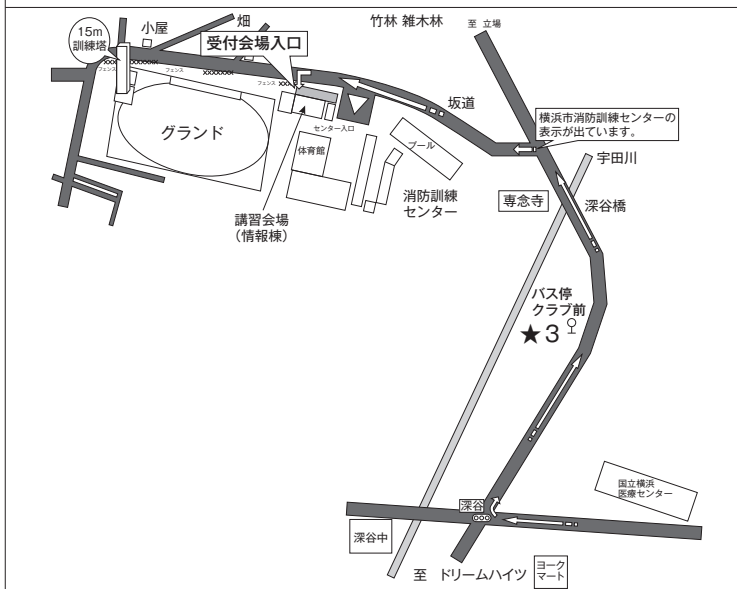 竹林 雑木林
至 立場
小屋
畑
15m
訓練塔
受付会場入口
フェンス
フェンス
フェンス
坂道
横浜市消防訓練センターの
表示が出ています。
グランド
センター入口
プール
体育館
宇田川
消防訓練
センター
専念寺
深谷橋
講習会場
(情報棟)
バス停
クラブ前
★3
国立横浜
医療センター
深谷
深谷中
至 ドリームハイツ
ヨーク
マート